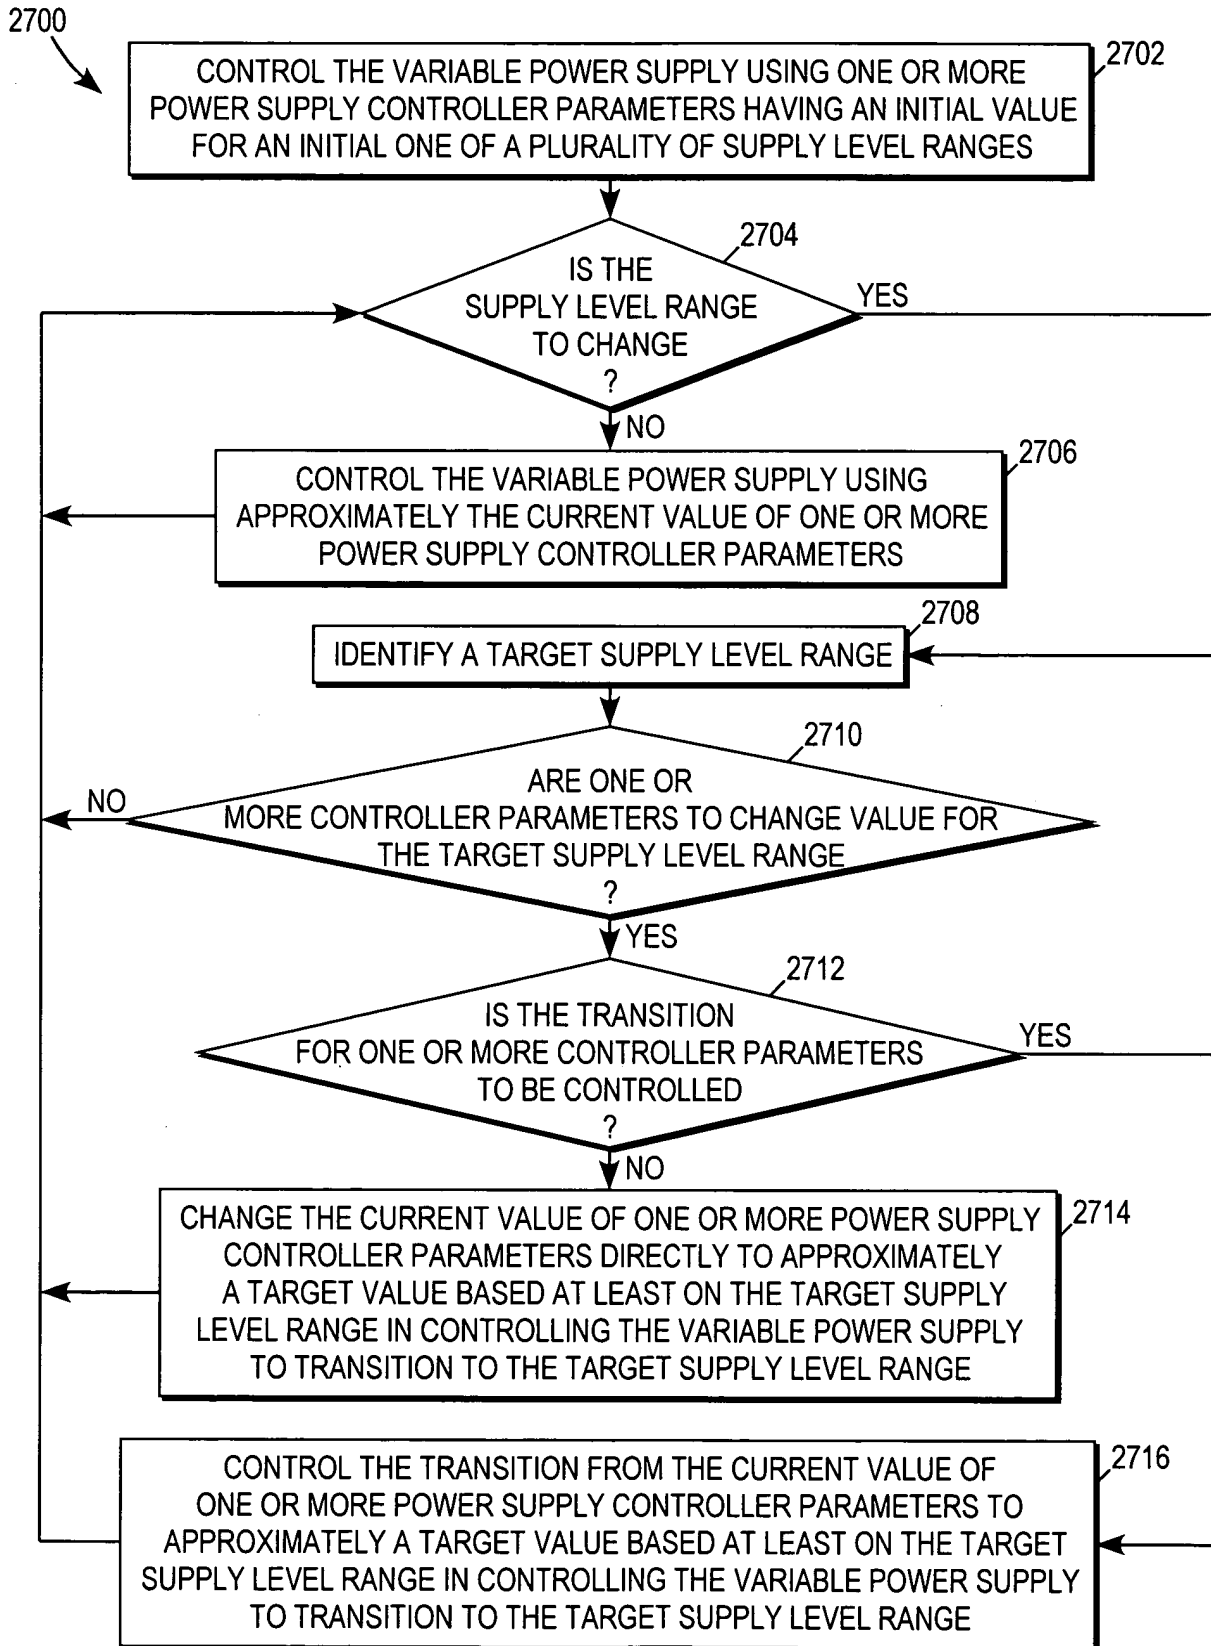 2700
CONTROL THE VARIABLE POWER SUPPLY USING ONE OR MORE
POWER SUPPLY CONTROLLER PARAMETERS HAVING AN INITIAL VALUE
FOR AN INITIAL ONE OF A PLURALITY OF SUPPLY LEVEL RANGES
2702
IS THE
SUPPLY LEVEL RANGE
TO CHANGE
?
2704
YES
NO
CONTROL THE VARIABLE POWER SUPPLY USING
APPROXIMATELY THE CURRENT VALUE OF ONE OR MORE
POWER SUPPLY CONTROLLER PARAMETERS
2706
IDENTIFY A TARGET SUPPLY LEVEL RANGE
2708
ARE ONE OR
MORE CONTROLLER PARAMETERS TO CHANGE VALUE FOR
THE TARGET SUPPLY LEVEL RANGE
?
2710
NO
YES
IS THE TRANSITION
FOR ONE OR MORE CONTROLLER PARAMETERS
TO BE CONTROLLED
?
2712
YES
NO
CHANGE THE CURRENT VALUE OF ONE OR MORE POWER SUPPLY
CONTROLLER PARAMETERS DIRECTLY TO APPROXIMATELY
A TARGET VALUE BASED AT LEAST ON THE TARGET SUPPLY
LEVEL RANGE IN CONTROLLING THE VARIABLE POWER SUPPLY
TO TRANSITION TO THE TARGET SUPPLY LEVEL RANGE
2714
CONTROL THE TRANSITION FROM THE CURRENT VALUE OF
ONE OR MORE POWER SUPPLY CONTROLLER PARAMETERS TO
APPROXIMATELY A TARGET VALUE BASED AT LEAST ON THE TARGET
SUPPLY LEVEL RANGE IN CONTROLLING THE VARIABLE POWER SUPPLY
TO TRANSITION TO THE TARGET SUPPLY LEVEL RANGE
2716